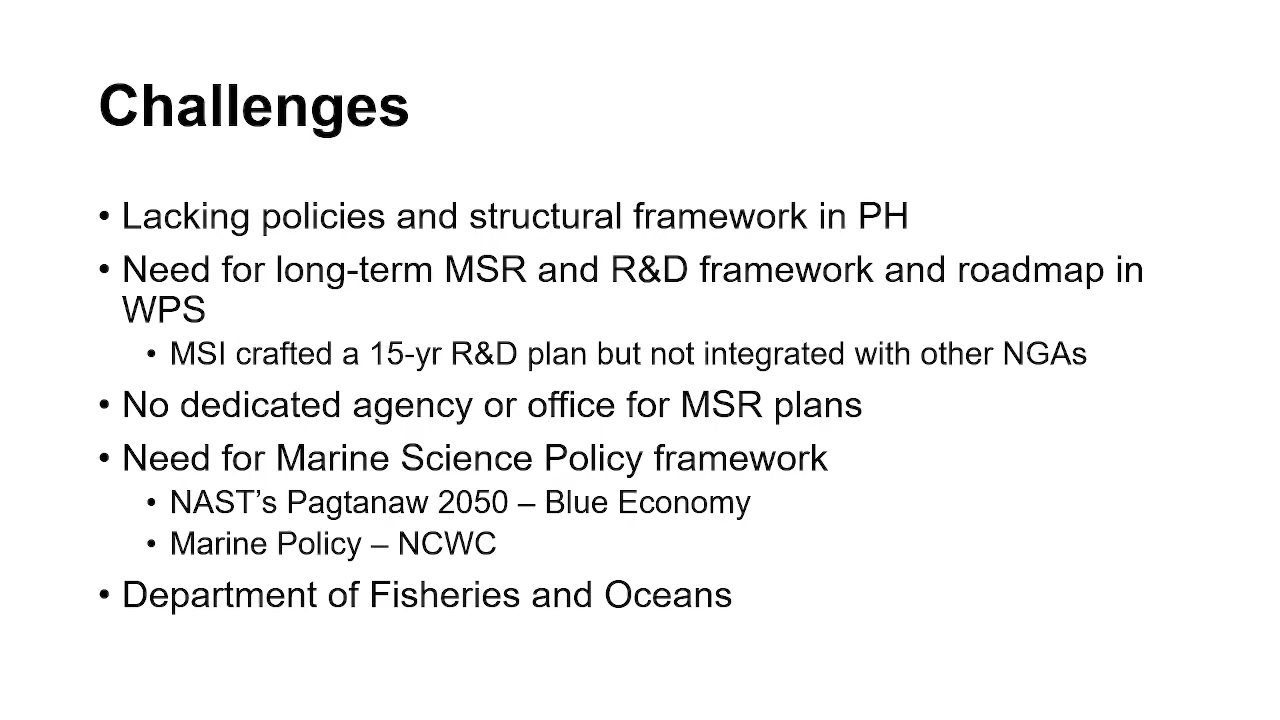 Challenges
• Lacking policies and structural framework in PH
• Need for long-term MSR and R&D framework and roadmap in
WPS
• MSI crafted a 15-yr R&D plan but not integrated with other NGAs
• No dedicated agency or office for MSR plans
• Need for Marine Science Policy framework
• NAST’s Pagtanaw 2050 – Blue Economy
• Marine Policy – NCWC
• Department of Fisheries and Oceans